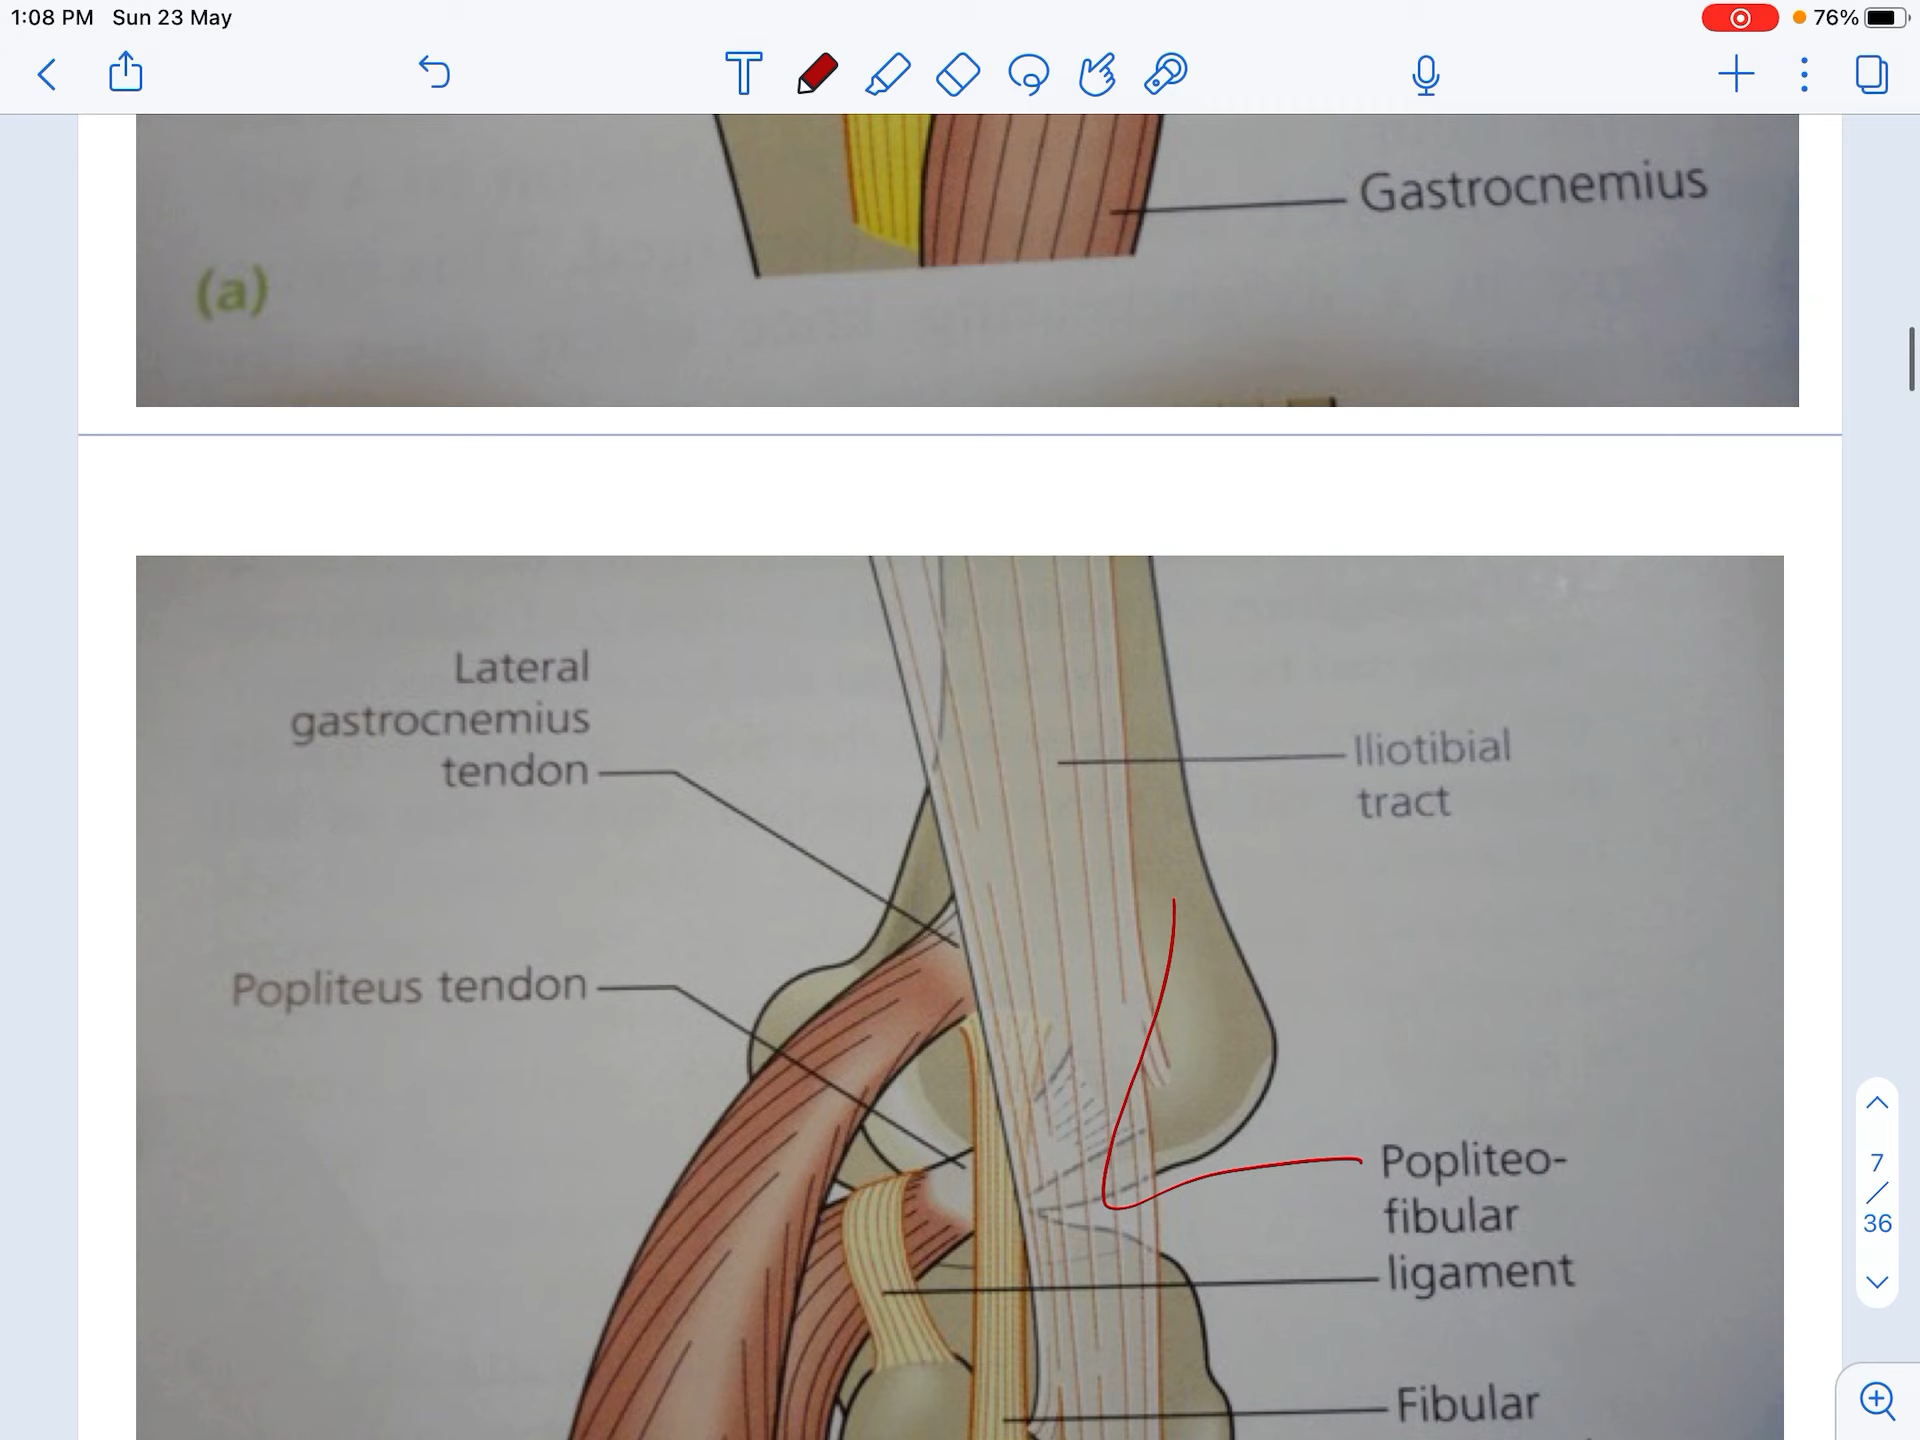 1:08 PM Sun 23 May
76%
Gastrocnemius
(a)
Lateral
gastrocnemius
tendon
Iliotibial
tract
Popliteus tendon
Popliteo-
fibular
ligament
Fibular
7
/
36